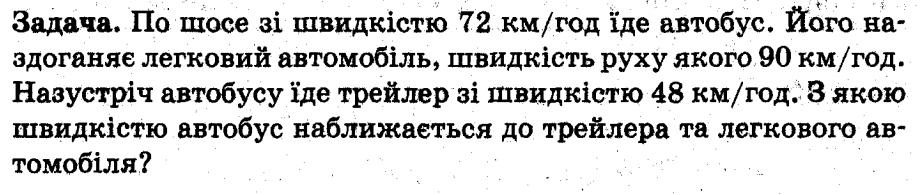 Задача. По шосе зі швидкістю 72 км/год їде автобус. Його на-
здоганяє легковий автомобіль, швидкість руху якого 90 км/год.
Назустріч автобусу їде трейлер зі швидкістю 48 км/год. З якою
швидкістю автобус наближається до трейлера та легкового ав-
томобіля?